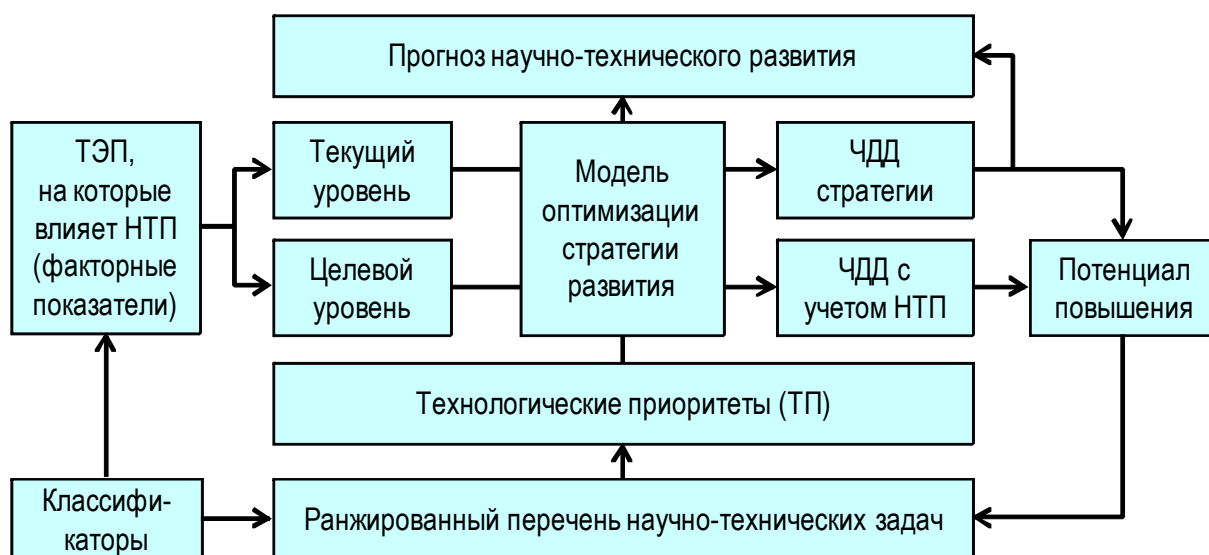 Прогноз научно-технического развития
ТЭП,
на которые
влияет НТП
(факторные
показатели)
Текущий
уровень
Целевой
уровень
Модель
оптимизации
стратегии
развития
ЧДД
стратегии
ЧДД с
учетом НТП
Потенциал
повышения
Технологические приоритеты (ТП)
Классифи-
каторы
Ранжированный перечень научно-технических задач